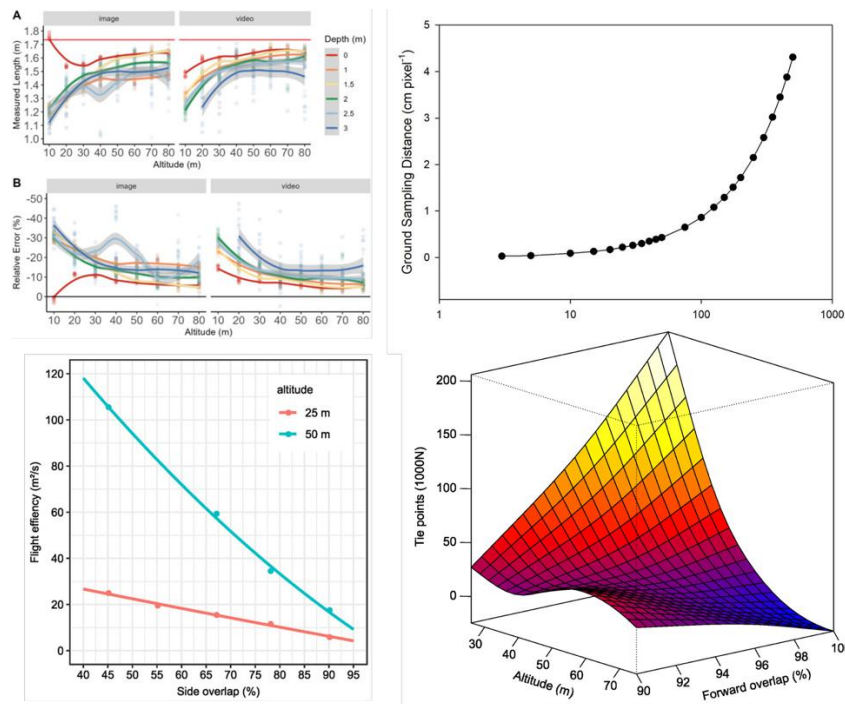 A
image
video
Measured Length (m)
1.8
1.7
1.6
1.5
1.4
1.3
1.2
1.1
1.0
10 20 30 40 50 60 70 80
10 20 30 40 50 60 70 80
Altitude (m)
Depth (m)
0
1
1.5
2
2.5
3
B
image
video
Relative Error (%)
-50
-40
-30
-20
-10
0
10 20 30 40 50 60 70 80
10 20 30 40 50 60 70 80
Altitude (m)
Ground Sampling Distance (cm pixel-1)
5
4
3
2
1
0
1 10 100 1000
Flight effiency (m²/s)
120
100
80
60
40
20
0
40 45 50 55 60 65 70 75 80 85 90 95
Side overlap (%)
altitude
25 m
50 m
Tie points (1000N)
200
150
100
50
0
30 40 50 60 70
Altitude (m)
90 92 94 96 98 10
Forward overlap (%)